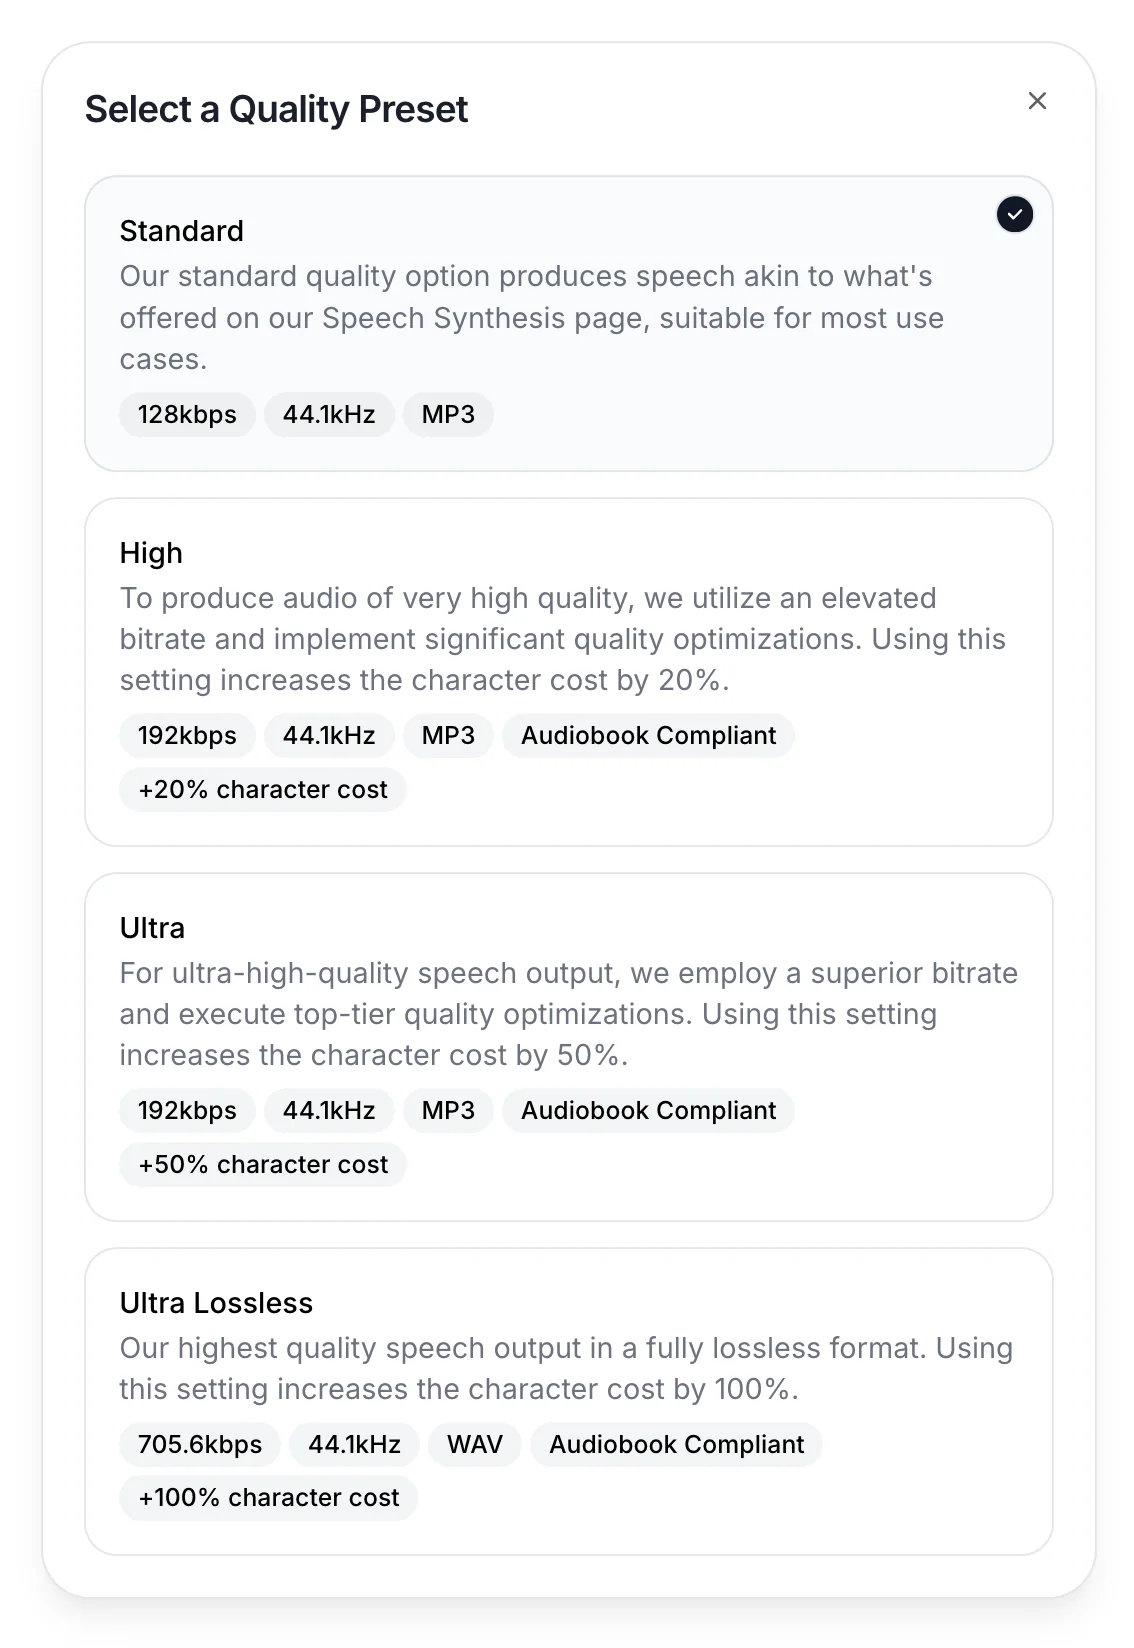 Select a Quality Preset
Standard
Our standard quality option produces speech akin to what's
offered on our Speech Synthesis page, suitable for most use
cases.
128kbps 44.1kHz MP3
High
To produce audio of very high quality, we utilize an elevated
bitrate and implement significant quality optimizations. Using this
setting increases the character cost by 20%.
192kbps 44.1kHz MP3 Audiobook Compliant
+20% character cost
Ultra
For ultra-high-quality speech output, we employ a superior bitrate
and execute top-tier quality optimizations. Using this setting
increases the character cost by 50%.
192kbps 44.1kHz MP3 Audiobook Compliant
+50% character cost
Ultra Lossless
Our highest quality speech output in a fully lossless format. Using
this setting increases the character cost by 100%.
705.6kbps 44.1kHz WAV Audiobook Compliant
+100% character cost